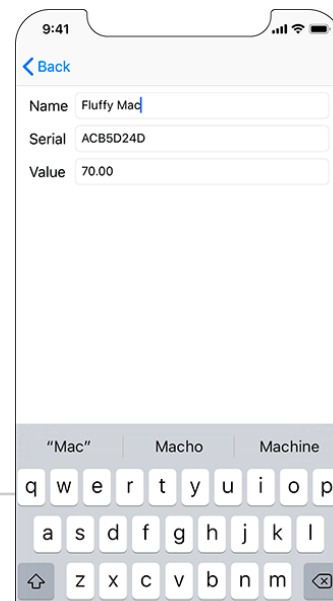 9:41
Back
Name Fluffy Mac
Serial ACB5D24D
Value 70.00
“Mac” Macho Machine
q w e r t y u i o p
a s d f g h j k l
z x c v b n m